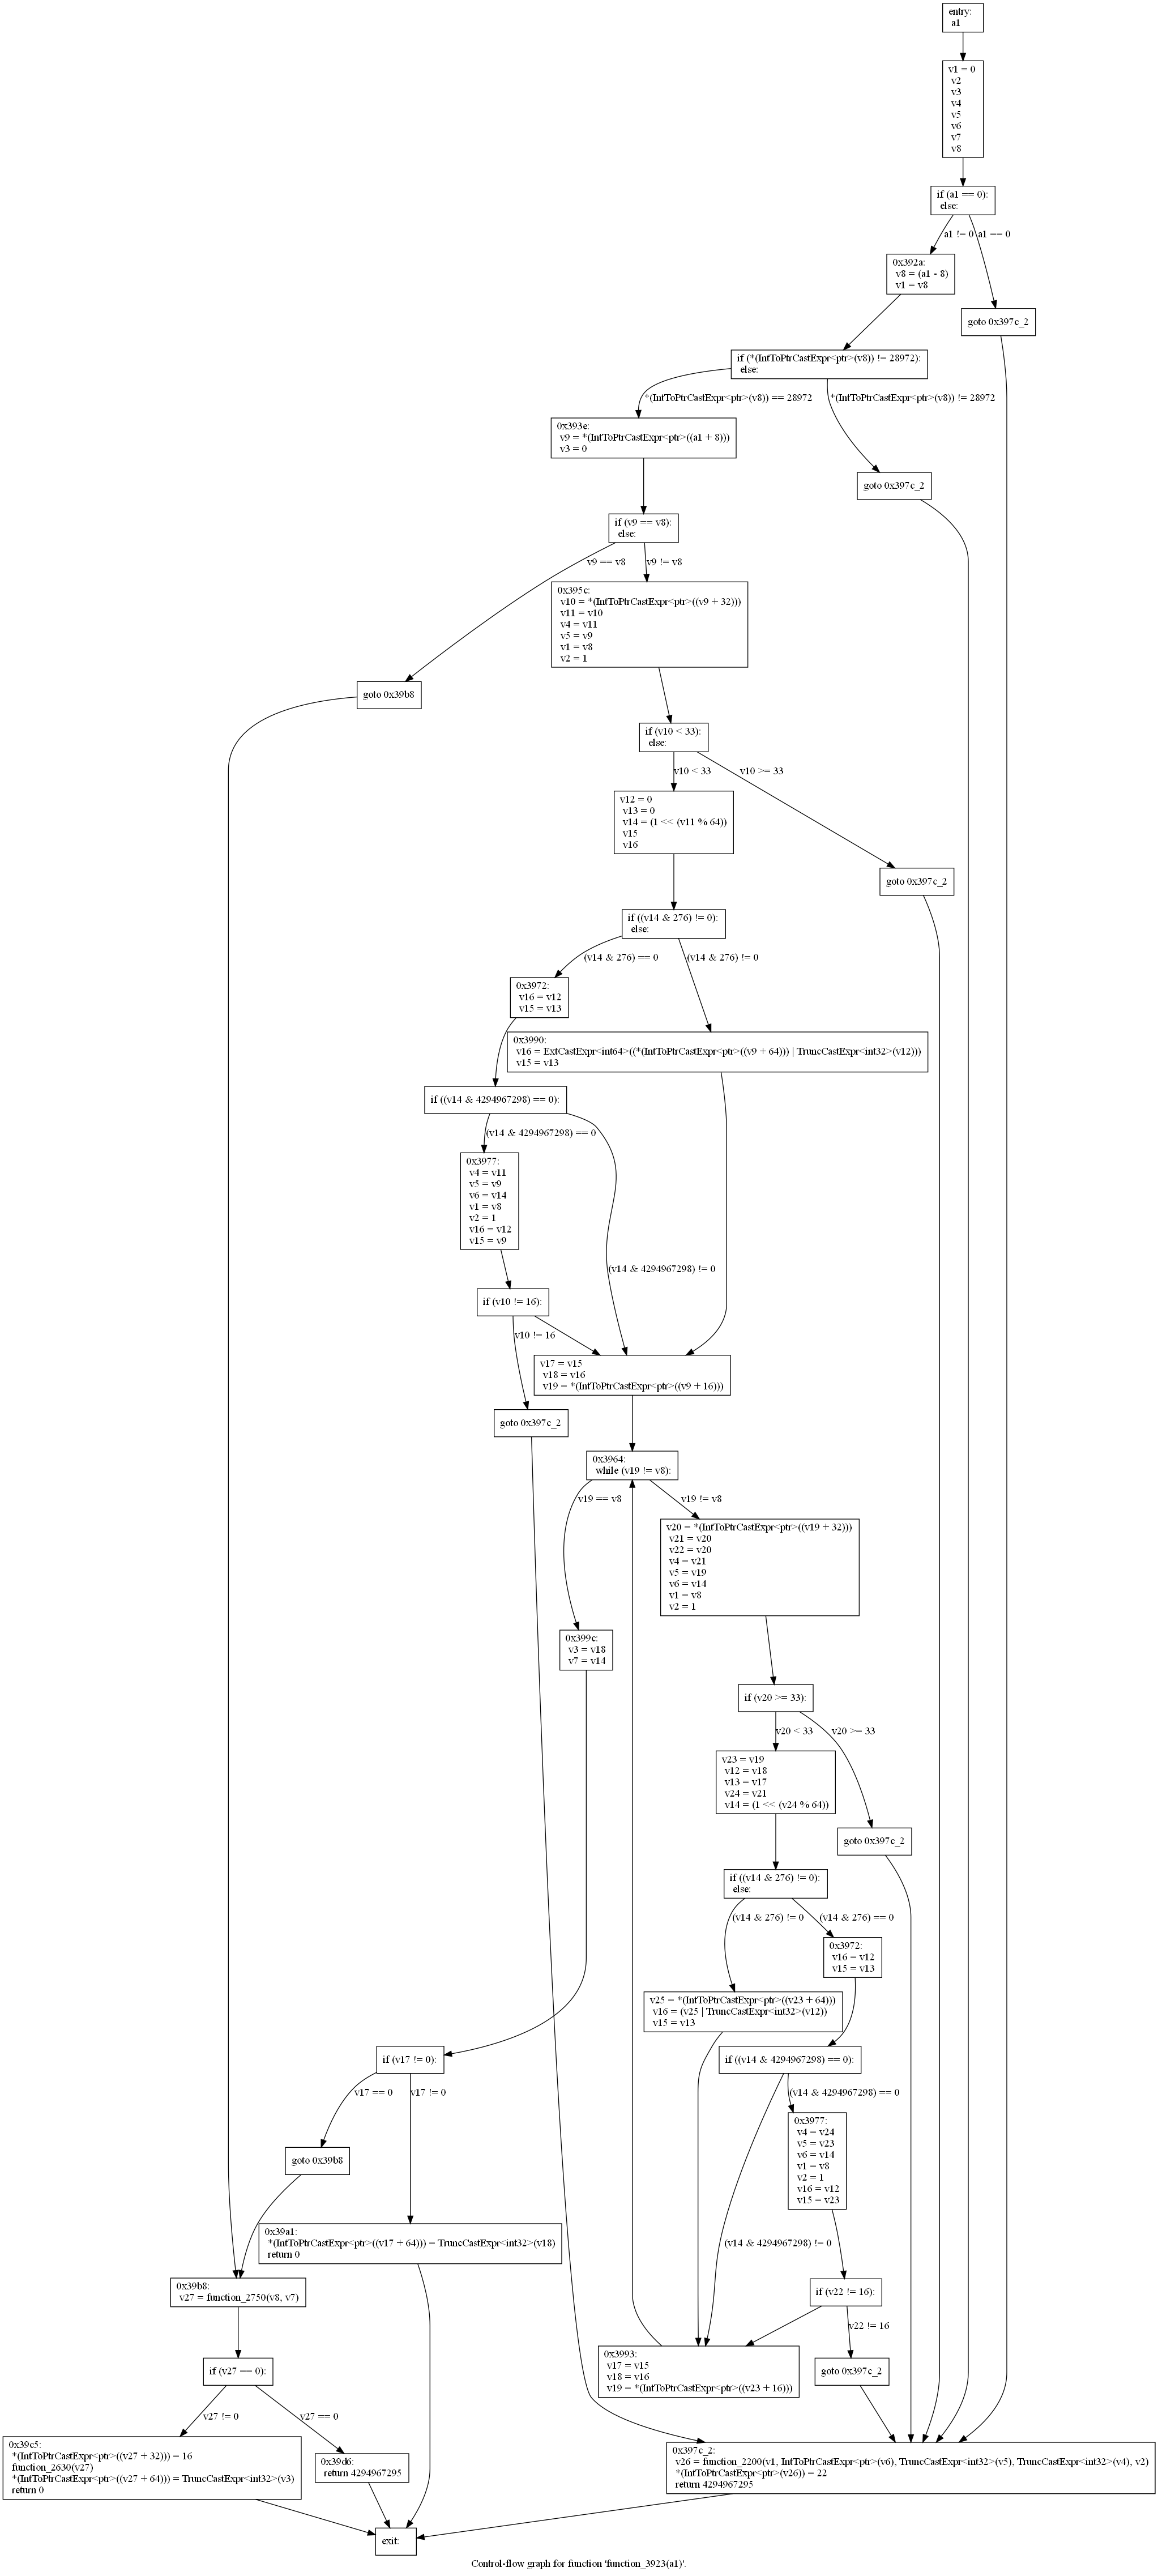 entry:
a1
v1 = 0
v2
v3
v4
v5
v6
v7
v8
if (a1 == 0):
else:
a1 != 0
a1 == 0
0x392a:
v8 = (a1 - 8)
v1 = v8
goto 0x397c_2
if (*(IntToPtrCastExpr<ptr>(v8)) != 28972):
else:
*(IntToPtrCastExpr<ptr>(v8)) == 28972
*(IntToPtrCastExpr<ptr>(v8)) != 28972
0x393e:
v9 = *(IntToPtrCastExpr<ptr>((a1 + 8)))
v3 = 0
goto 0x397c_2
if (v9 == v8):
else:
v9 == v8
v9 != v8
0x395c:
v10 = *(IntToPtrCastExpr<ptr>((v9 + 32)))
v11 = v10
v4 = v11
v5 = v9
v1 = v8
v2 = 1
goto 0x39b8
if (v10 < 33):
else:
v10 < 33
v10 >= 33
v12 = 0
v13 = 0
v14 = (1 << (v11 % 64))
v15
v16
goto 0x397c_2
if ((v14 & 276) != 0):
else:
(v14 & 276) == 0
(v14 & 276) != 0
0x3972:
v16 = v12
v15 = v13
0x3990:
v16 = ExtCastExpr<int64>((*(IntToPtrCastExpr<ptr>((v9 + 64))) | TruncCastExpr<int32>(v12)))
v15 = v13
if ((v14 & 4294967298) == 0):
(v14 & 4294967298) == 0
0x3977:
v4 = v11
v5 = v9
v6 = v14
v1 = v8
v2 = 1
v16 = v12
v15 = v9
(v14 & 4294967298) != 0
if (v10 != 16):
v10 != 16
v17 = v15
v18 = v16
v19 = *(IntToPtrCastExpr<ptr>((v9 + 16)))
goto 0x397c_2
0x3964:
while (v19 != v8):
v19 == v8
v19 != v8
v20 = *(IntToPtrCastExpr<ptr>((v19 + 32)))
v21 = v20
v22 = v20
v4 = v21
v5 = v19
v6 = v14
v1 = v8
v2 = 1
0x399c:
v3 = v18
v7 = v14
if (v20 >= 33):
v20 < 33
v20 >= 33
v23 = v19
v12 = v18
v13 = v17
v24 = v21
v14 = (1 << (v24 % 64))
goto 0x397c_2
if ((v14 & 276) != 0):
else:
(v14 & 276) != 0
(v14 & 276) == 0
0x3972:
v16 = v12
v15 = v13
v25 = *(IntToPtrCastExpr<ptr>((v23 + 64)))
v16 = (v25 | TruncCastExpr<int32>(v12))
v15 = v13
if (v17 != 0):
if ((v14 & 4294967298) == 0):
v17 == 0
v17 != 0
(v14 & 4294967298) == 0
0x3977:
v4 = v24
v5 = v23
v6 = v14
v1 = v8
v2 = 1
v16 = v12
v15 = v23
goto 0x39b8
0x39a1:
*(IntToPtrCastExpr<ptr>((v17 + 64))) = TruncCastExpr<int32>(v18)
return 0
(v14 & 4294967298) != 0
0x39b8:
v27 = function_2750(v8, v7)
if (v22 != 16):
v22 != 16
if (v27 == 0):
0x3993:
v17 = v15
v18 = v16
v19 = *(IntToPtrCastExpr<ptr>((v23 + 16)))
goto 0x397c_2
v27 != 0
v27 == 0
0x39c5:
*(IntToPtrCastExpr<ptr>((v27 + 32))) = 16
function_2630(v27)
*(IntToPtrCastExpr<ptr>((v27 + 64))) = TruncCastExpr<int32>(v3)
return 0
0x39d6:
return 4294967295
0x397c_2:
v26 = function_2200(v1, IntToPtrCastExpr<ptr>(v6), TruncCastExpr<int32>(v5), TruncCastExpr<int32>(v4), v2)
*(IntToPtrCastExpr<ptr>(v26)) = 22
return 4294967295
exit:
Control-flow graph for function 'function_3923(a1)'.